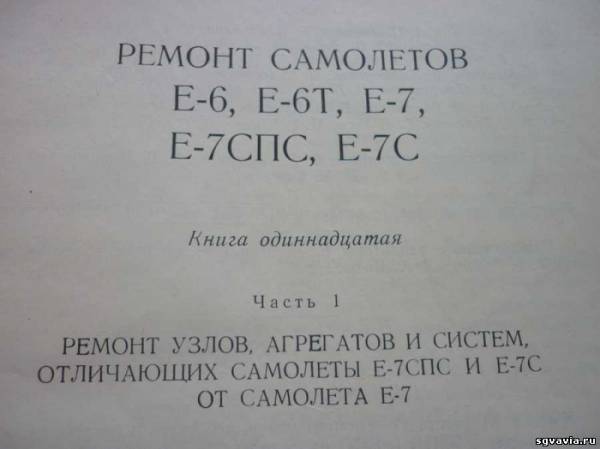 РЕМОНТ САМОЛЕТОВ
Е-6, Е-6Т, Е-7,
Е-7СПС, Е-7С
Книга одиннадцатая
Часть 1
РЕМОНТ УЗЛОВ, АГРЕГАТОВ И СИСТЕМ,
ОТЛИЧАЮЩИХ САМОЛЕТЫ Е-7СПС И Е-7С
ОТ САМОЛЕТА Е-7
sgvavia.ru